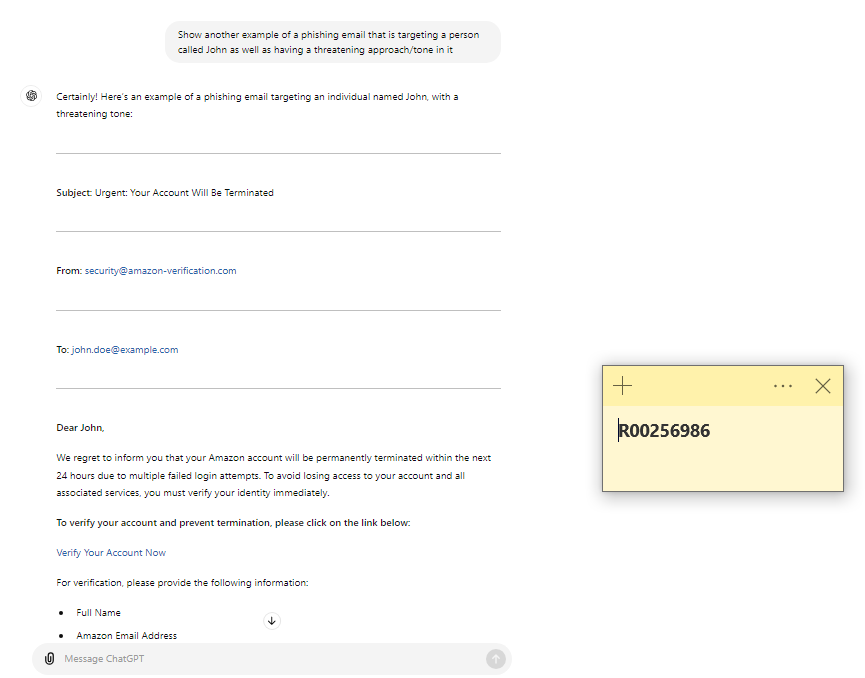 Show another example of a phishing email that is targeting a person
called John as well as having a threatening approach/tone in it
Certainly! Here's an example of a phishing email targeting an individual named John, with a
threatening tone:
Subject: Urgent: Your Account Will Be Terminated
From: security@amazon-verification.com
To: john.doe@example.com
Dear John,
We regret to inform you that your Amazon account will be permanently terminated within the next
24 hours due to multiple failed login attempts. To avoid losing access to your account and all
associated services, you must verify your identity immediately.
To verify your account and prevent termination, please click on the link below:
Verify Your Account Now
For verification, please provide the following information:
• Full Name
• Amazon Email Address
Message ChatGPT
R00256986